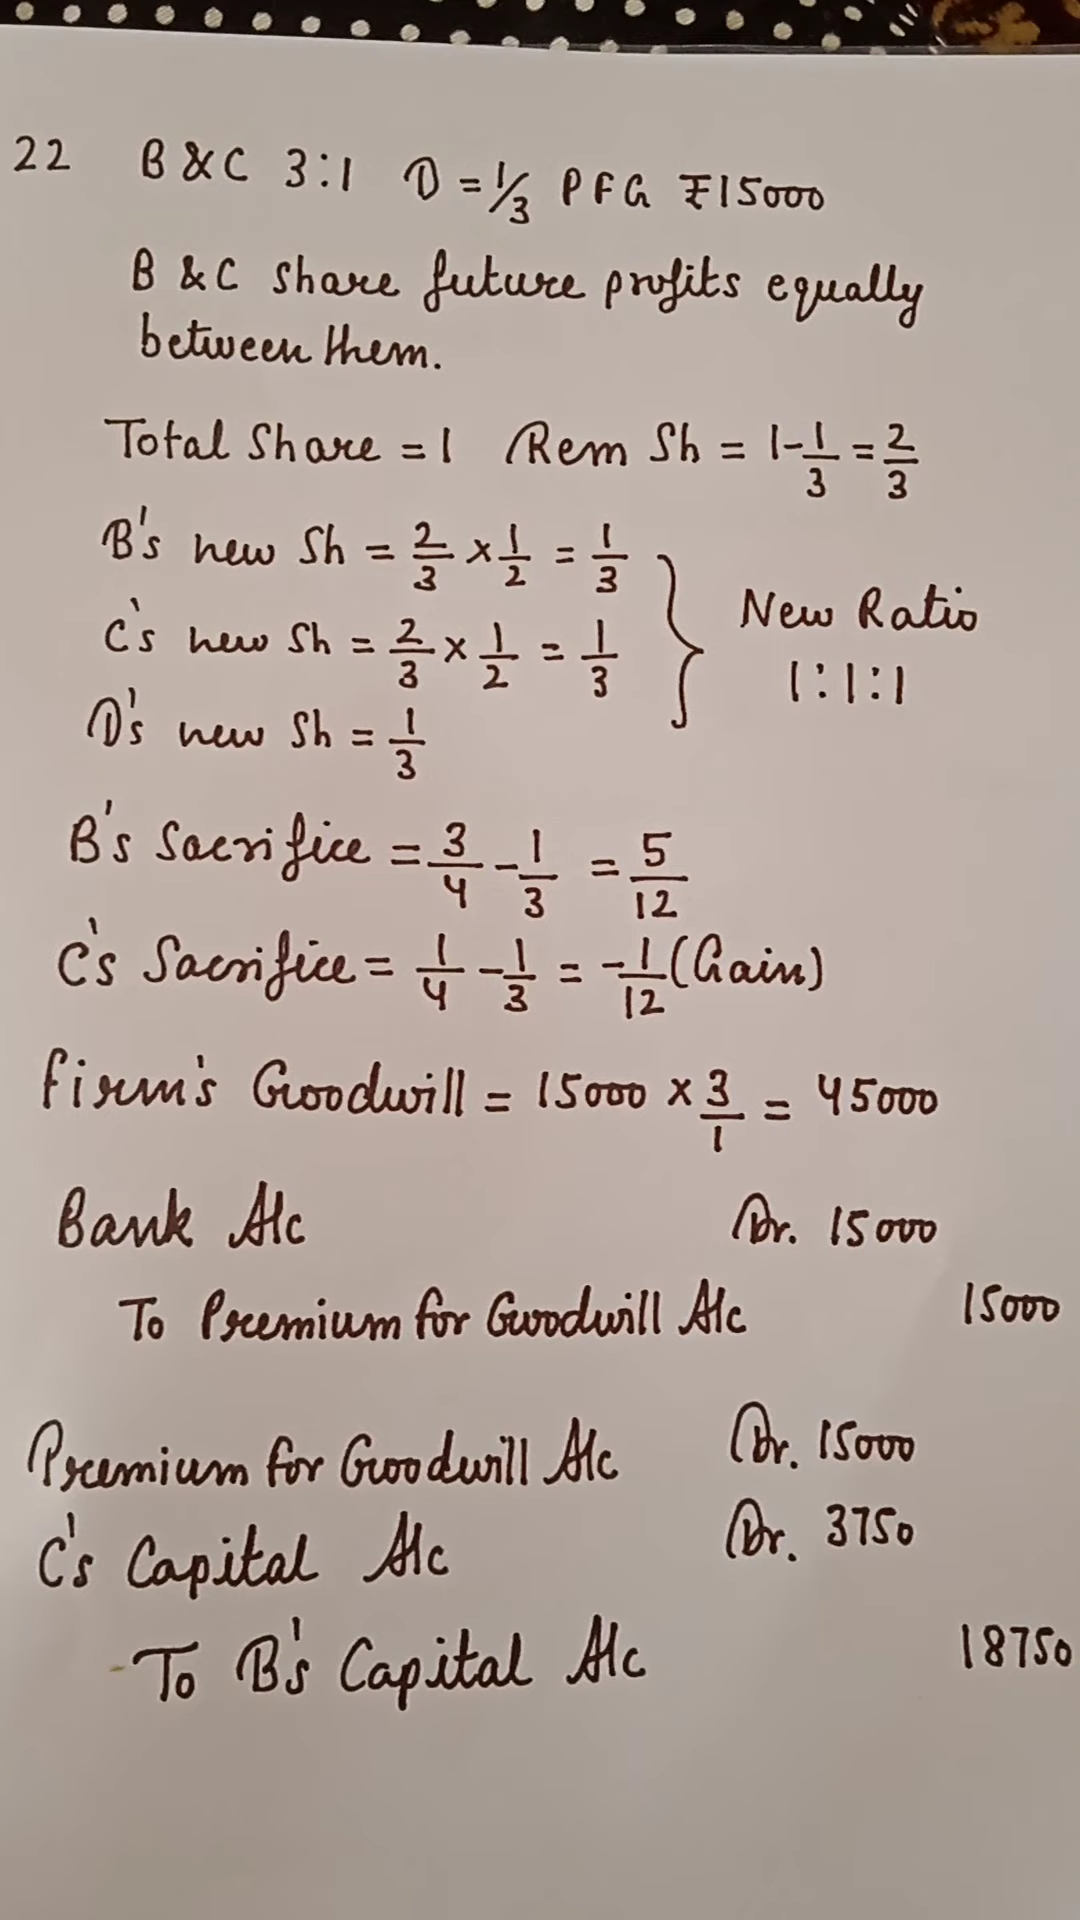 22 B & C 3:1 D = 1/3 PFG ₹15000
B & C share future profits equally
between them.
Total Share = 1 Rem Sh = 1 - 1/3 = 2/3
B's new Sh = 2/3 × 1/2 = 1/3
C's new Sh = 2/3 × 1/2 = 1/3
D's new Sh = 1/3
} New Ratio
1:1:1
B's Sacrifice = 3/4 - 1/3 = 5/12
C's Sacrifice = 1/4 - 1/3 = -1/12 (Gain)
Firm's Goodwill = 15000 × 3/1 = 45000
Bank A/c Dr. 15000
To Premium for Goodwill A/c 15000
Premium for Goodwill A/c Dr. 15000
C's Capital A/c Dr. 3750
To B's Capital A/c 18750